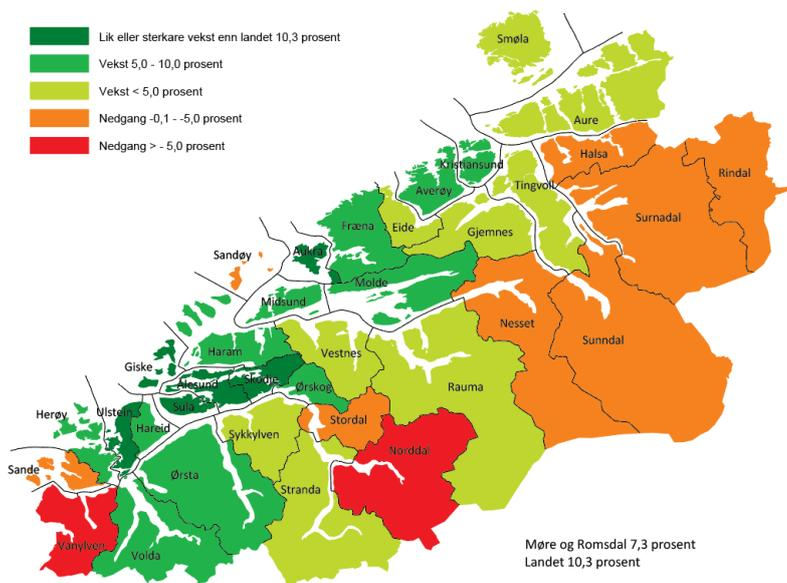 Lik eller sterkare vekst enn landet 10,3 prosent
Vekst 5,0 - 10,0 prosent
Vekst < 5,0 prosent
Nedgang -0,1 - -5,0 prosent
Nedgang > - 5,0 prosent
Smøla
Aure
Halsa
Rindal
Kristiansund
Tingvoll
Averøy
Surnadal
Fræna
Eide
Gjemnes
Sandøy
Aukra
Molde
Midsund
Nesset
Sunndal
Haram
Vestnes
Giske
Ålesund
Skodje
Ørskog
Rauma
Herøy
Ulstein
Sula
Hareid
Stordal
Sykkylven
Norddal
Sande
Ørsta
Stranda
Vanylven
Volda
Møre og Romsdal 7,3 prosent
Landet 10,3 prosent